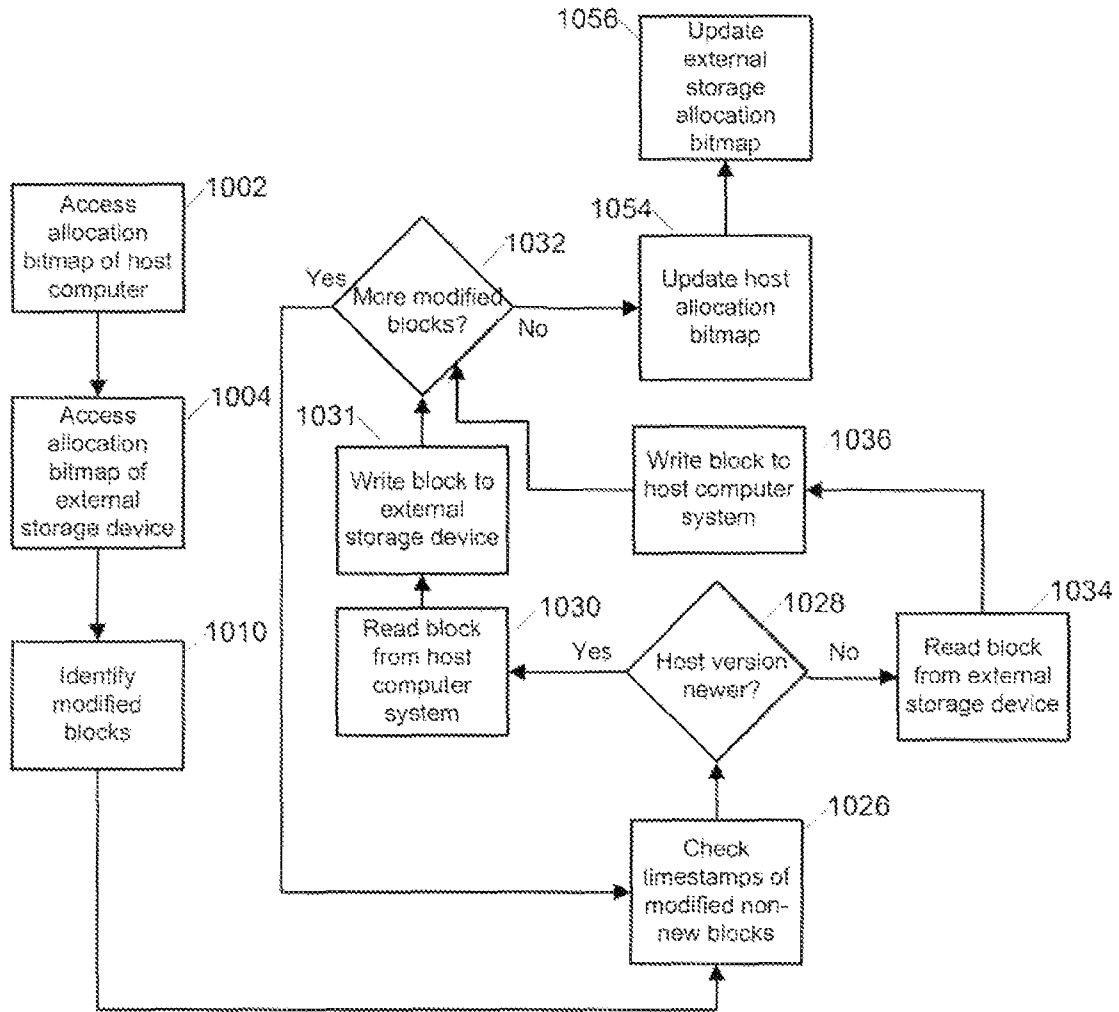 1056
Update
external
storage
allocation
bitmap
1002
Access
allocation
bitmap of host
computer
1054
Update host
allocation
bitmap
1032
Yes
More modified
blocks?
No
1004
Access
allocation
bitmap of
external
storage device
1031
Write block to
external
storage device
1036
Write block to
host computer
system
1010
Identify
modified
blocks
1030
Read block
from host
computer
system
1028
Yes
Host version
newer?
No
1034
Read block
from external
storage device
1026
Check
timestamps of
modified non-
new blocks